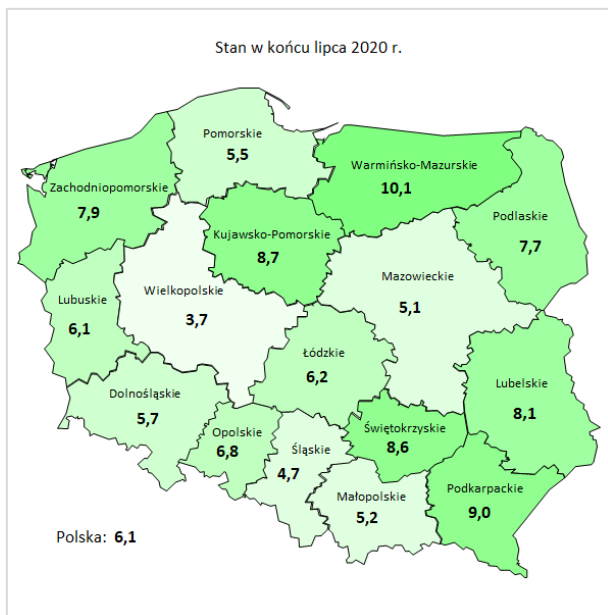 Stan w końcu lipca 2020 r.
Pomorskie
5,5
Warmińsko-Mazurskie
10,1
Zachodniopomorskie
7,9
Podlaskie
7,7
Kujawsko-Pomorskie
8,7
Mazowieckie
5,1
Wielkopolskie
3,7
Lubuskie
6,1
Łódzkie
6,2
Lubelskie
8,1
Dolnośląskie
5,7
Opolskie
6,8
Śląskie
4,7
Świętokrzyskie
8,6
Małopolskie
5,2
Podkarpackie
9,0
Polska: 6,1